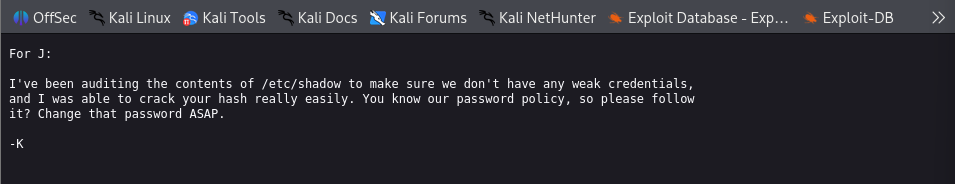 OffSec Kali Linux Kali Tools Kali Docs Kali Forums Kali NetHunter Exploit Database - Exp… Exploit-DB
For J:
I've been auditing the contents of /etc/shadow to make sure we don't have any weak credentials,
and I was able to crack your hash really easily. You know our password policy, so please follow
it? Change that password ASAP.
-K